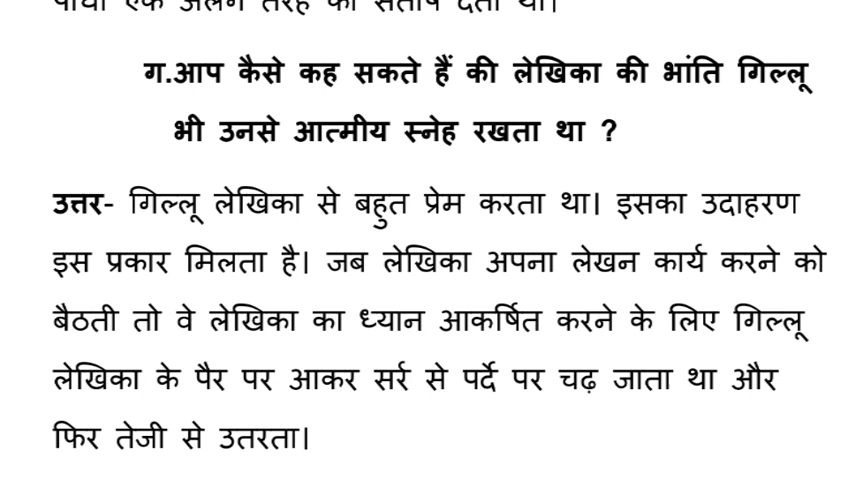 ग.आप कैसे कह सकते हैं की लेखिका की भांति गिल्लू
भी उनसे आत्मीय स्नेह रखता था ?
उत्तर- गिल्लू लेखिका से बहुत प्रेम करता था। इसका उदाहरण
इस प्रकार मिलता है। जब लेखिका अपना लेखन कार्य करने को
बैठती तो वे लेखिका का ध्यान आकर्षित करने के लिए गिल्लू
लेखिका के पैर पर आकर सर्र से पर्दे पर चढ़ जाता था और
फिर तेजी से उतरता।